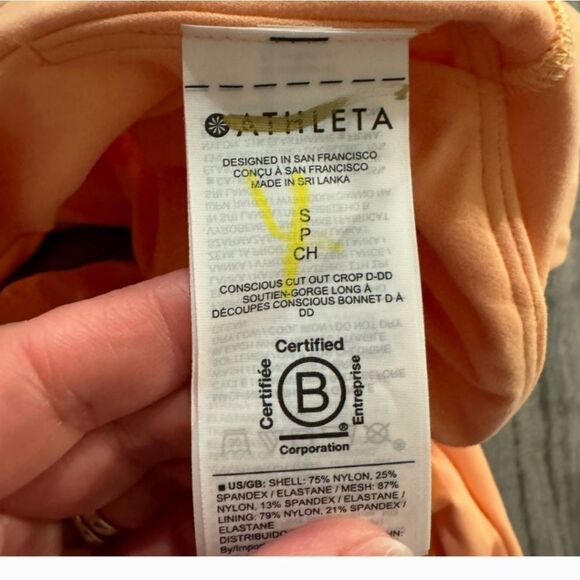 ATHLETA
DESIGNED IN SAN FRANCISCO
CONÇU À SAN FRANCISCO
MADE IN SRI LANKA
S
P
CH
CONSCIOUS CUT OUT CROP D-DD
SOUTIEN-GORGE LONG À
DÉCOUPES CONSCIOUS BONNET D À
DD
Certified
Certifiée
B
Entreprise
®
Corporation
■ US/GB: SHELL: 75% NYLON, 25%
SPANDEX / ELASTANE / MESH: 87%
NYLON, 13% SPANDEX / ELASTANE /
LINING: 79% NYLON, 21% SPANDEX /
ELASTANE